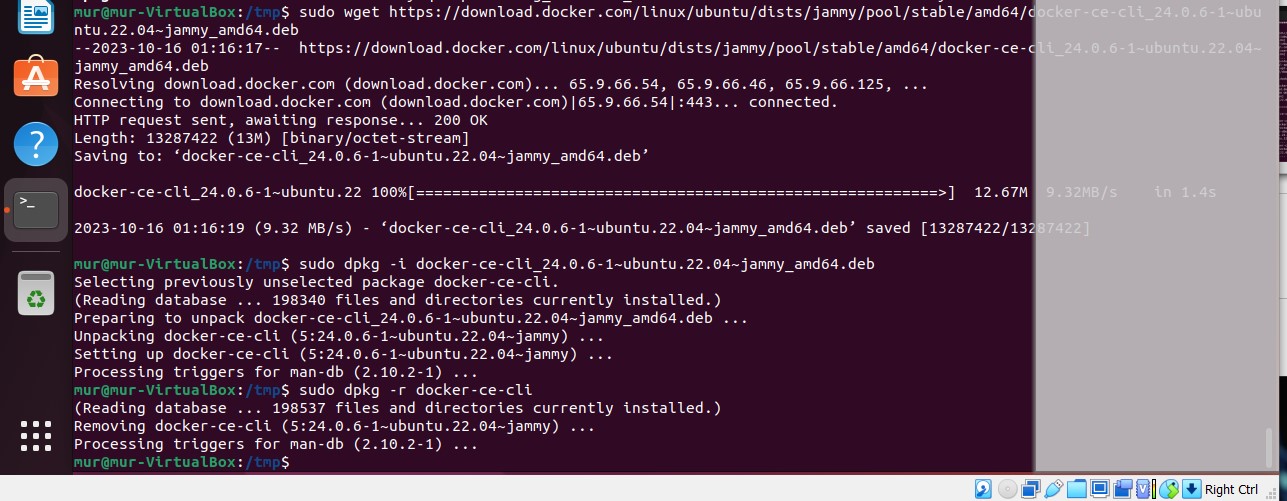 mur@mur-VirtualBox:/tmp$ sudo wget https://download.docker.com/linux/ubuntu/dists/jammy/pool/stable/amd64/docker-ce-cli_24.0.6-1~ubu
ntu.22.04~jammy_amd64.deb
--2023-10-16 01:16:17--  https://download.docker.com/linux/ubuntu/dists/jammy/pool/stable/amd64/docker-ce-cli_24.0.6-1~ubuntu.22.04~
jammy_amd64.deb
Resolving download.docker.com (download.docker.com)... 65.9.66.54, 65.9.66.46, 65.9.66.125, ...
Connecting to download.docker.com (download.docker.com)|65.9.66.54|:443... connected.
HTTP request sent, awaiting response... 200 OK
Length: 13287422 (13M) [binary/octet-stream]
Saving to: ‘docker-ce-cli_24.0.6-1~ubuntu.22.04~jammy_amd64.deb’
docker-ce-cli_24.0.6-1~ubuntu.22 100%[==========================================================>]  12.67M  9.32MB/s    in 1.4s
2023-10-16 01:16:19 (9.32 MB/s) - ‘docker-ce-cli_24.0.6-1~ubuntu.22.04~jammy_amd64.deb’ saved [13287422/13287422]
mur@mur-VirtualBox:/tmp$ sudo dpkg -i docker-ce-cli_24.0.6-1~ubuntu.22.04~jammy_amd64.deb
Selecting previously unselected package docker-ce-cli.
(Reading database ... 198340 files and directories currently installed.)
Preparing to unpack docker-ce-cli_24.0.6-1~ubuntu.22.04~jammy_amd64.deb ...
Unpacking docker-ce-cli (5:24.0.6-1~ubuntu.22.04~jammy) ...
Setting up docker-ce-cli (5:24.0.6-1~ubuntu.22.04~jammy) ...
Processing triggers for man-db (2.10.2-1) ...
mur@mur-VirtualBox:/tmp$ sudo dpkg -r docker-ce-cli
(Reading database ... 198537 files and directories currently installed.)
Removing docker-ce-cli (5:24.0.6-1~ubuntu.22.04~jammy) ...
Processing triggers for man-db (2.10.2-1) ...
mur@mur-VirtualBox:/tmp$
Right Ctrl